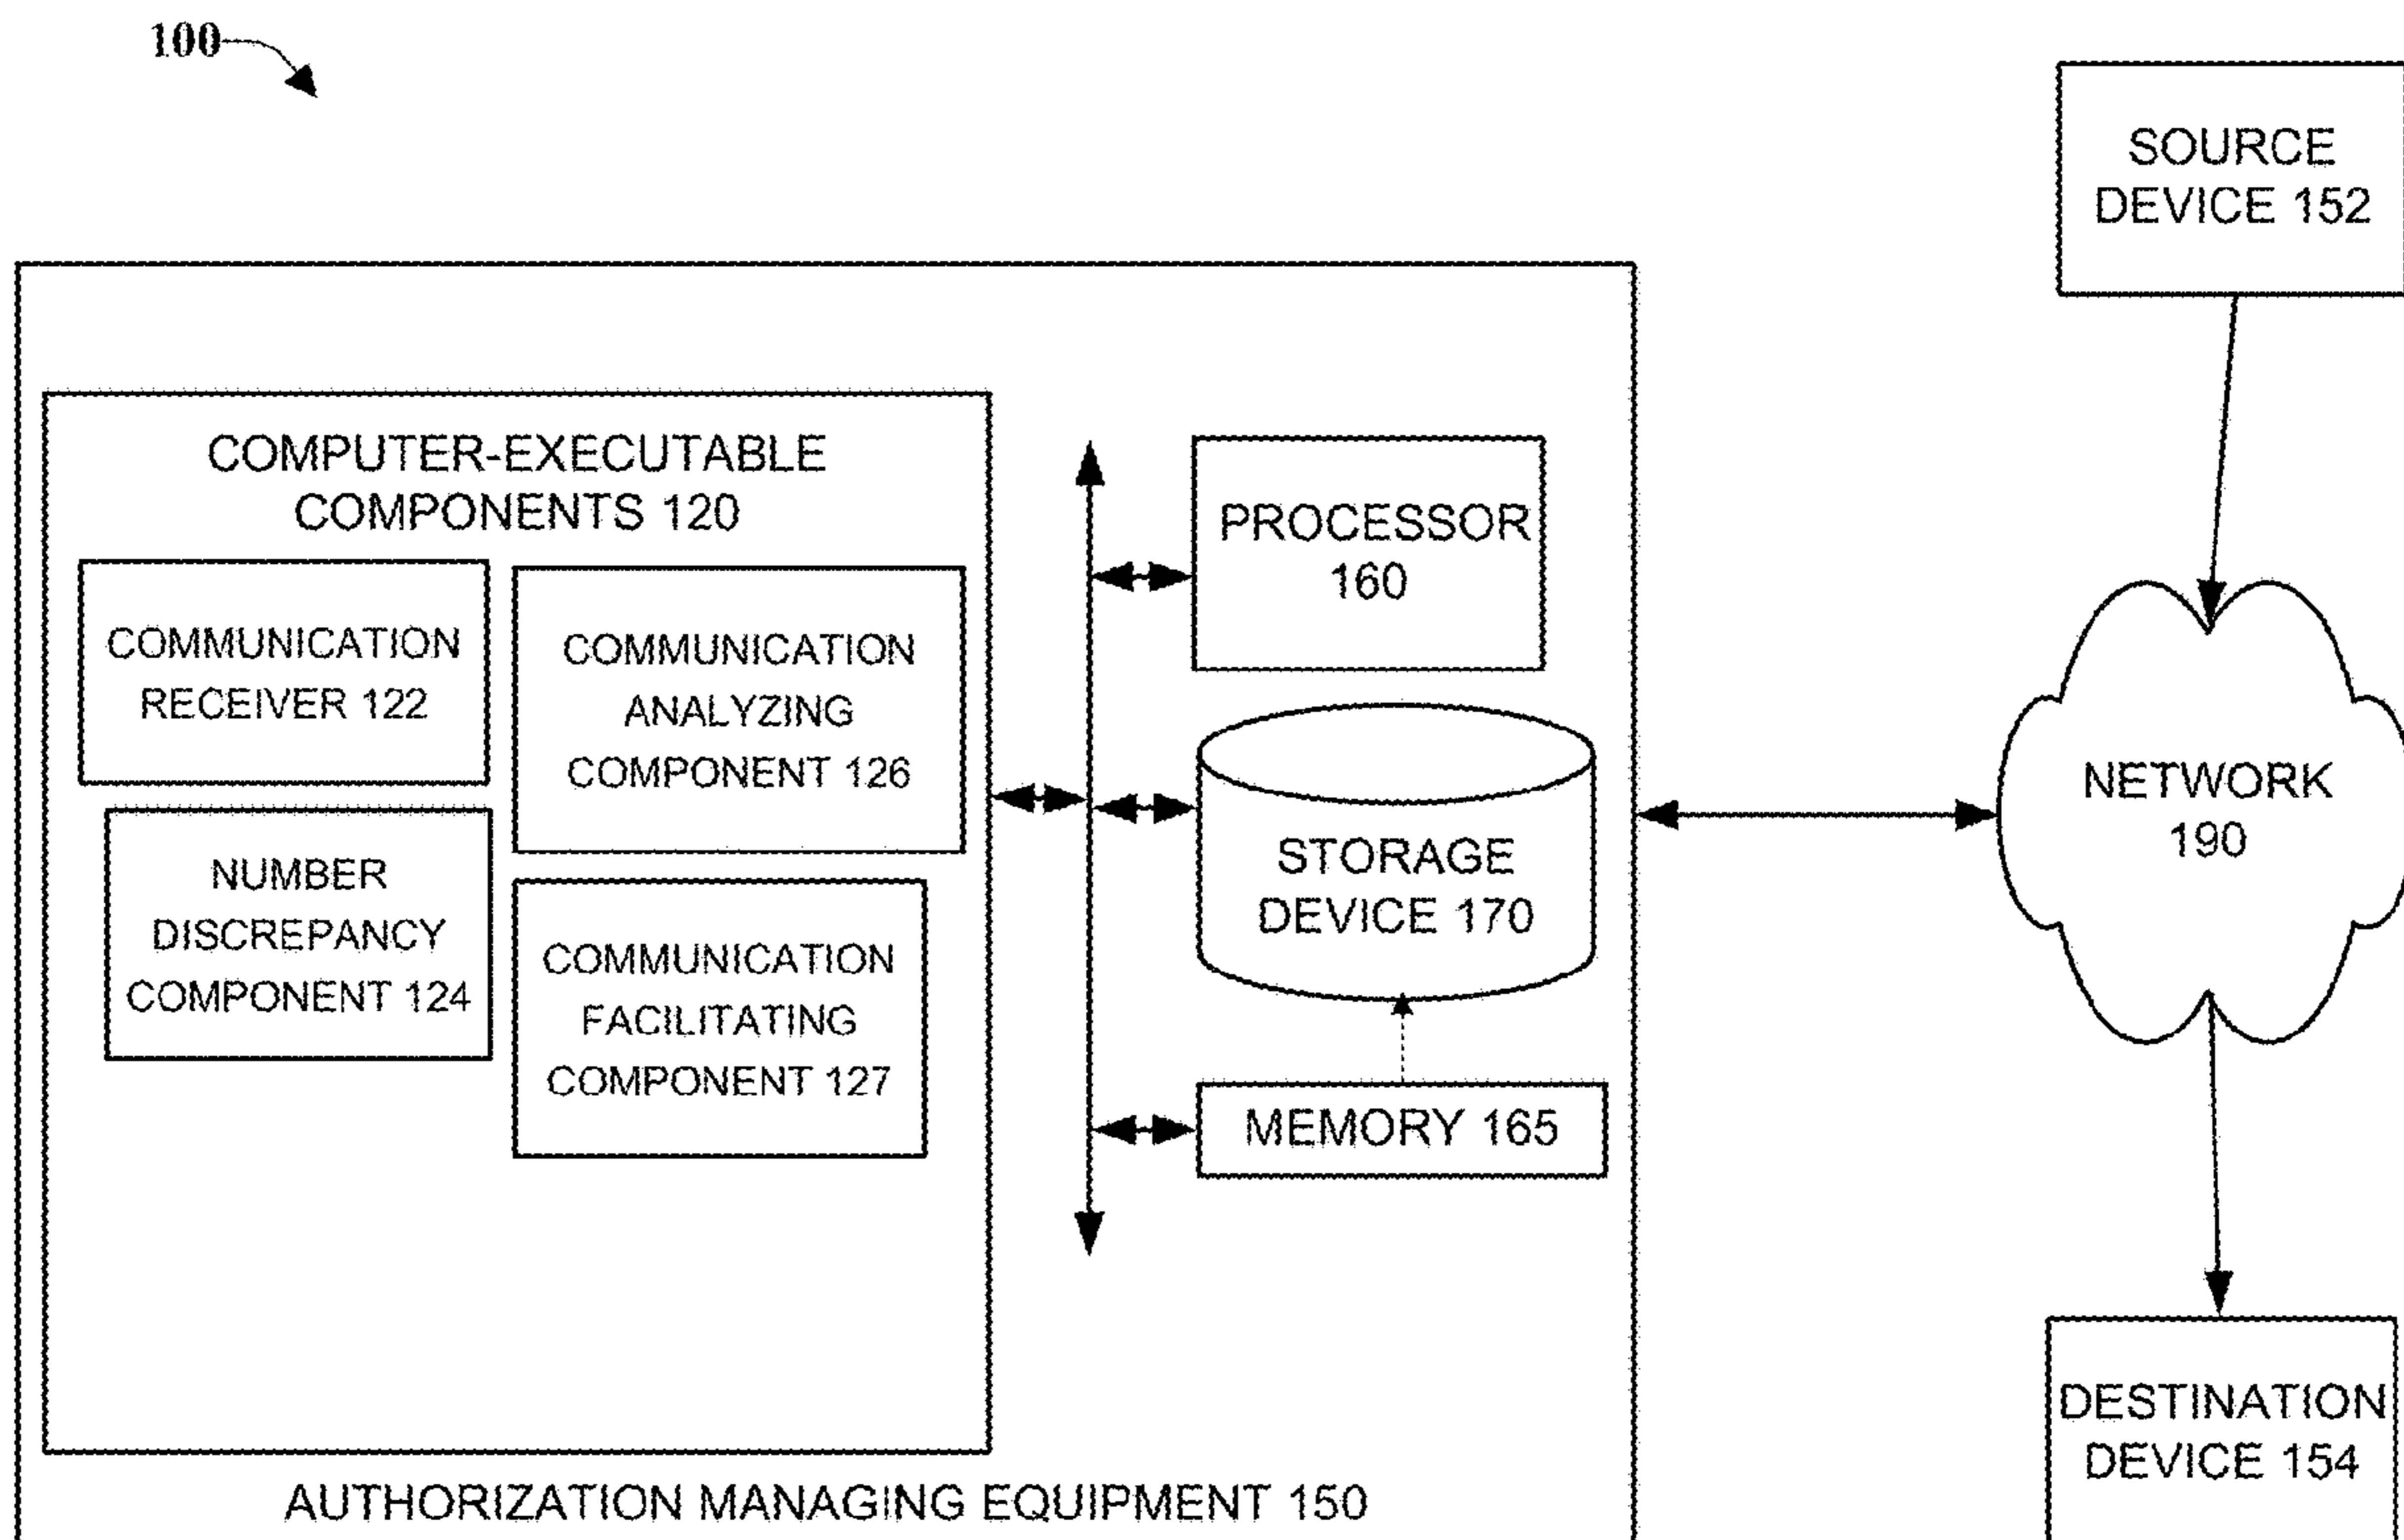 100
SOURCE
DEVICE 152
COMPUTER-EXECUTABLE
COMPONENTS 120
COMMUNICATION
RECEIVER 122
COMMUNICATION
ANALYZING
COMPONENT 126
NUMBER
DISCREPANCY
COMPONENT 124
COMMUNICATION
FACILITATING
COMPONENT 127
PROCESSOR
160
STORAGE
DEVICE 170
MEMORY 165
NETWORK
190
DESTINATION
DEVICE 154
AUTHORIZATION MANAGING EQUIPMENT 150